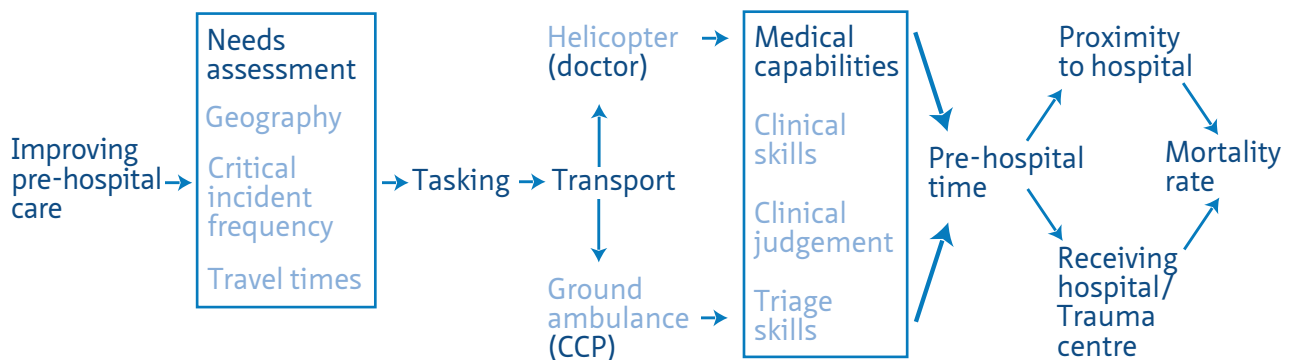 Improving
pre-hospital
care
Needs
assessment
Geography
Critical
incident
frequency
Travel times
Tasking
Transport
Helicopter
(doctor)
Ground
ambulance
(CCP)
Medical
capabilities
Clinical
skills
Clinical
judgement
Triage
skills
Pre-hospital
time
Proximity
to hospital
Receiving
hospital/
Trauma
centre
Mortality
rate